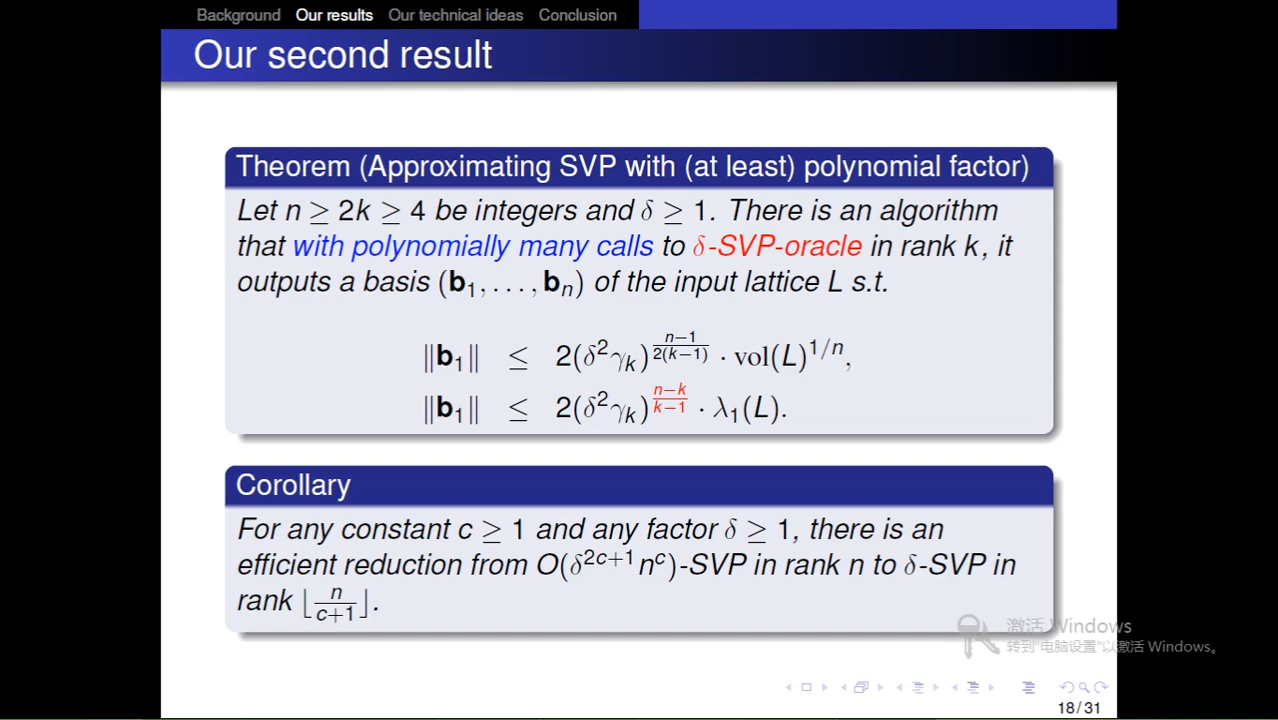 Background Our results Our technical ideas Conclusion
Our second result
Theorem (Approximating SVP with (at least) polynomial factor)
Let n ≥ 2k ≥ 4 be integers and δ ≥ 1. There is an algorithm
that with polynomially many calls to δ-SVP-oracle in rank k, it
outputs a basis (b₁, . . . , bₙ) of the input lattice L s.t.
‖b₁‖ ≤ 2(δ²γₖ)^{\frac{n−1}{2(k−1)}} · vol(L)^{1/n},
‖b₁‖ ≤ 2(δ²γₖ)^{\frac{n−k}{k−1}} · λ₁(L).
Corollary
For any constant c ≥ 1 and any factor δ ≥ 1, there is an
efficient reduction from O(δ^{2c+1}n^c)-SVP in rank n to δ-SVP in
rank ⌊\frac{n}{c+1}⌋.
激活 Windows
转到“电脑设置”以激活 Windows。
18/31